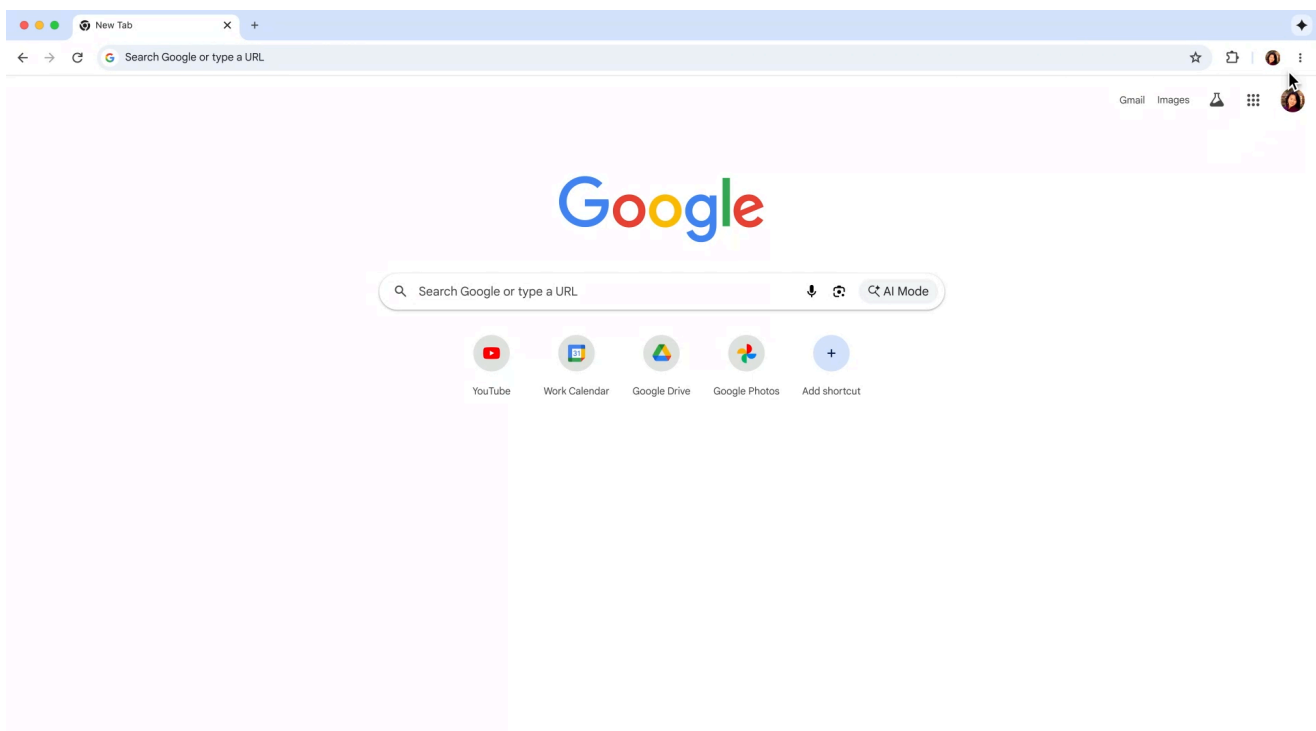 New Tab
Search Google or type a URL
Gmail Images
Google
Search Google or type a URL AI Mode
31
YouTube Work Calendar Google Drive Google Photos Add shortcut